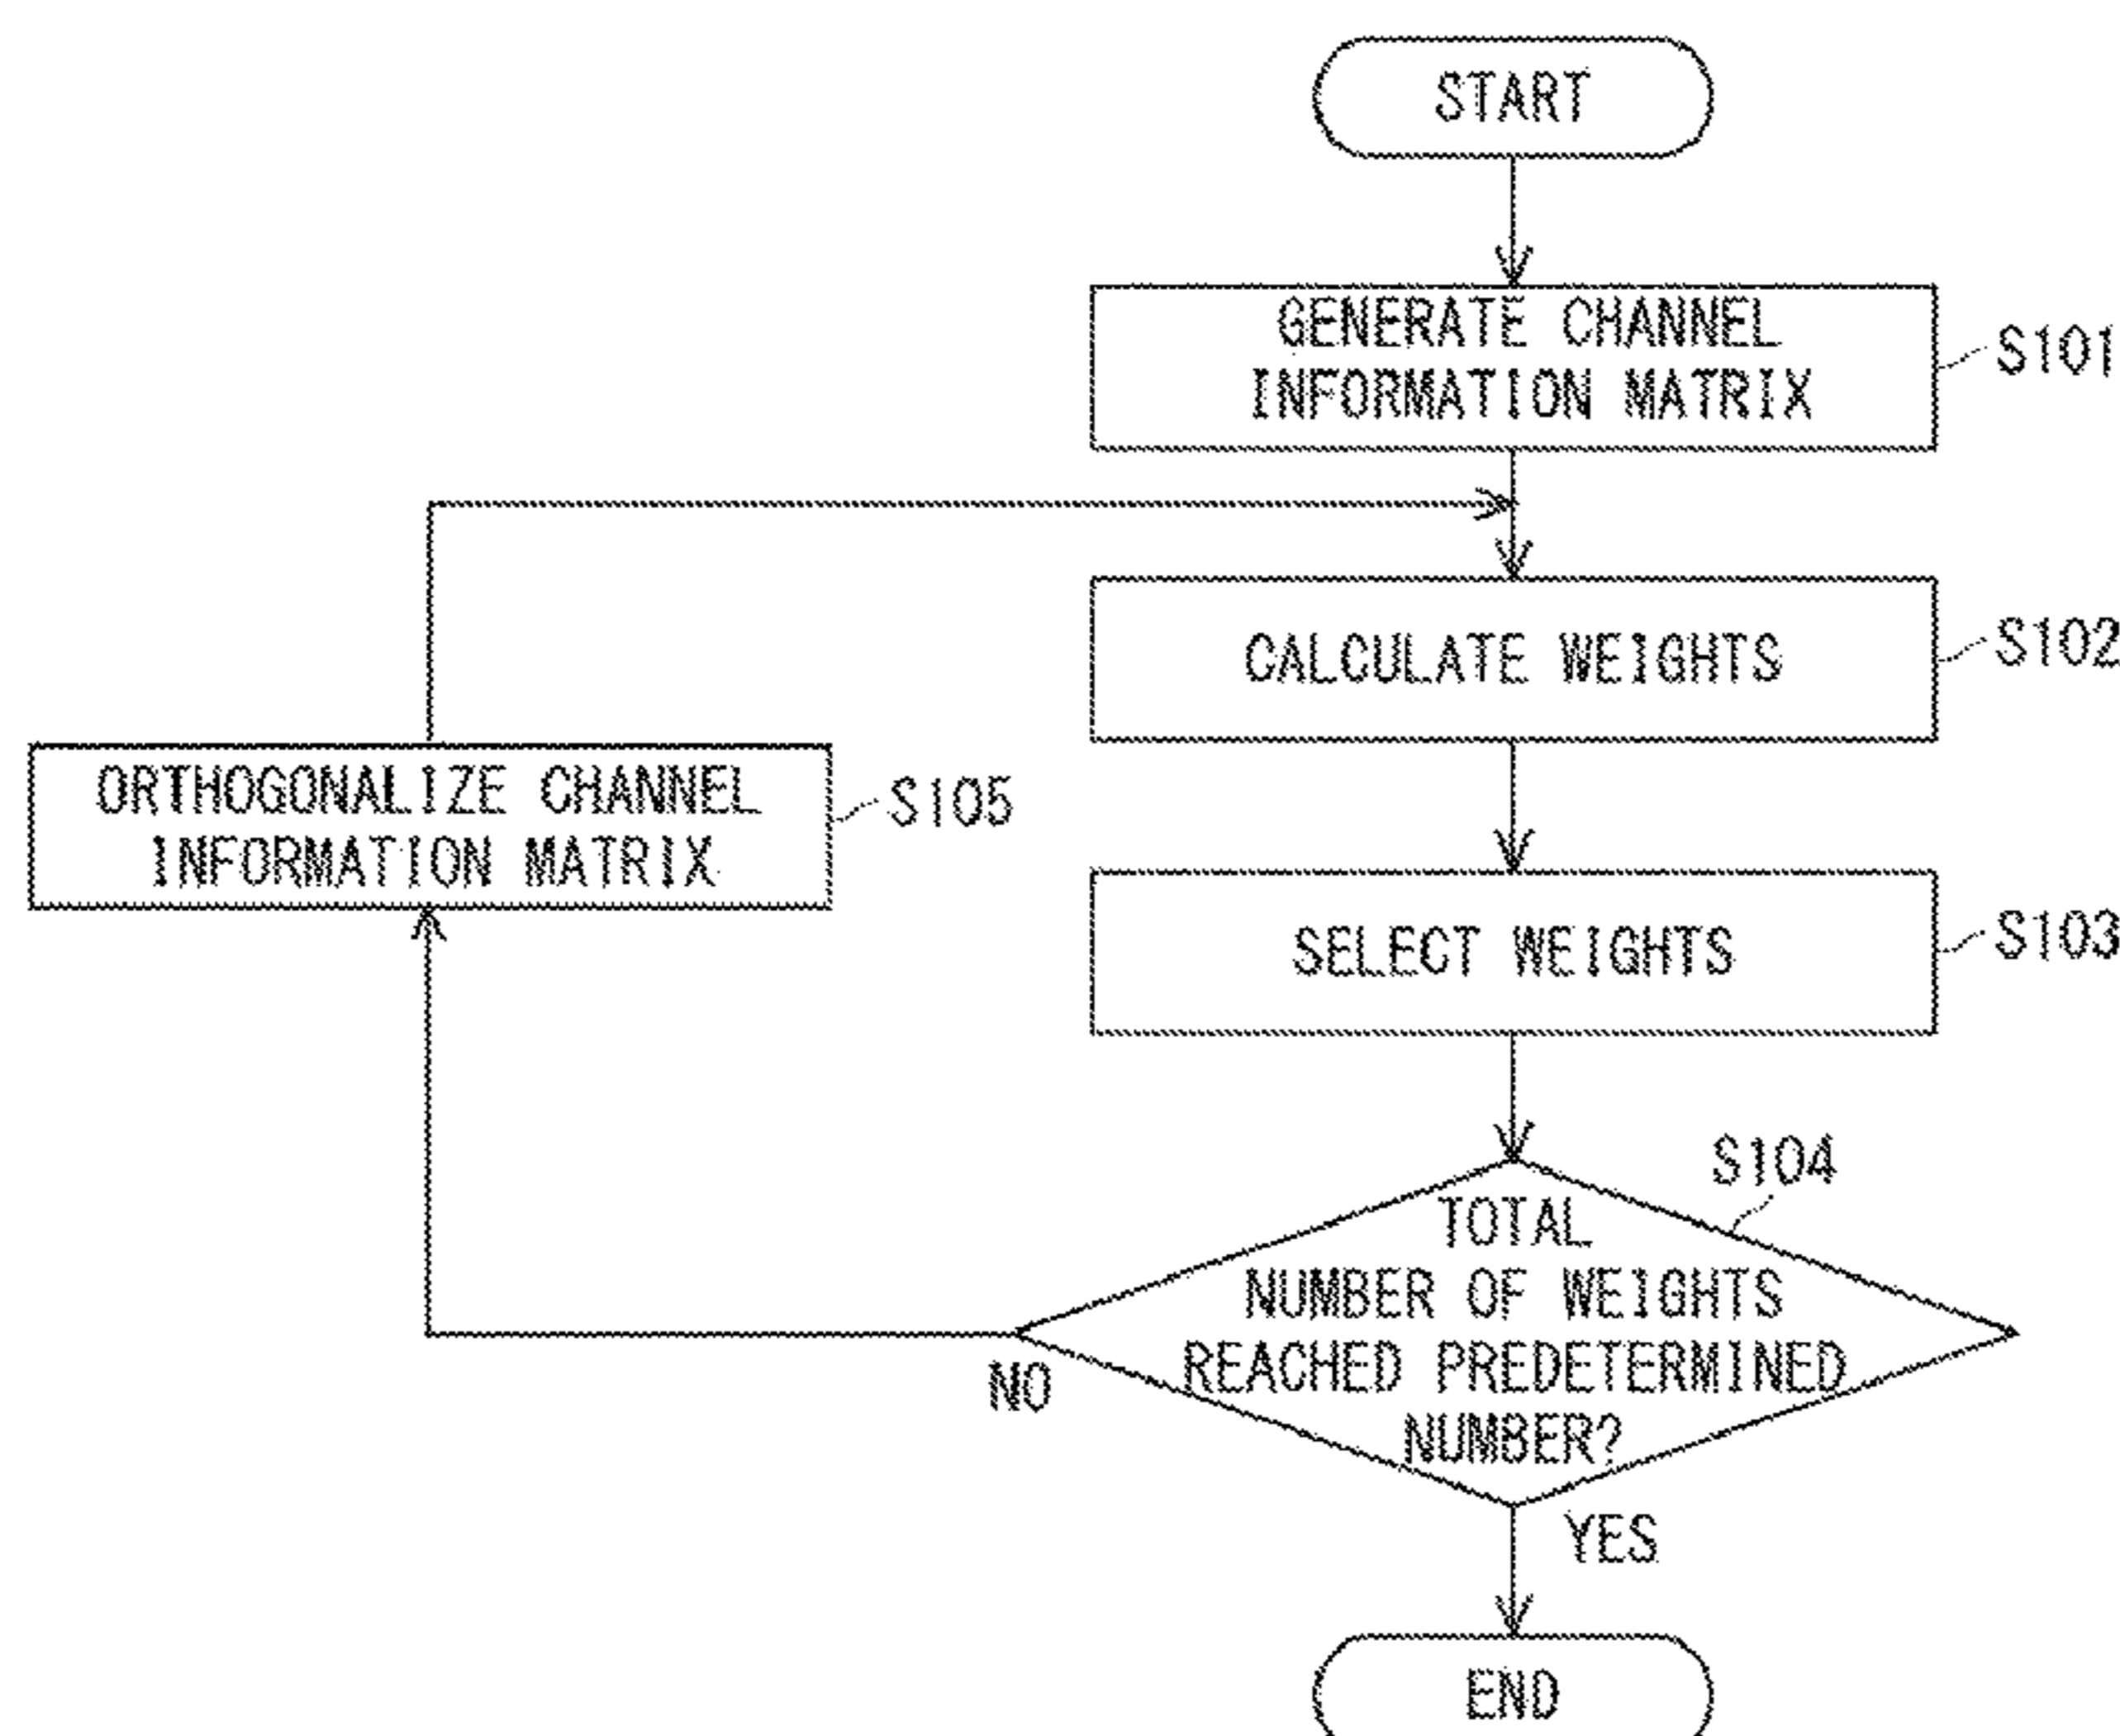 START
GENERATE CHANNEL
INFORMATION MATRIX
S101
CALCULATE WEIGHTS
S102
ORTHOGONALIZE CHANNEL
INFORMATION MATRIX
S105
SELECT WEIGHTS
S103
S104
TOTAL
NUMBER OF WEIGHTS
REACHED PREDETERMINED
NUMBER?
NO
YES
END